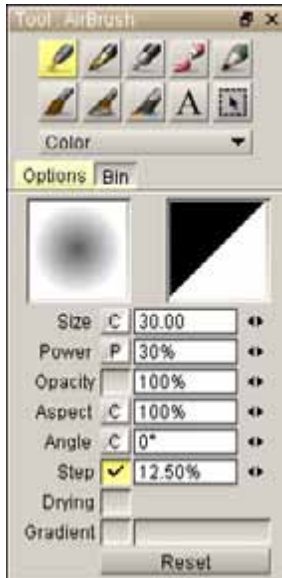 Tool : AirBrush
A
Color
Options Bin
Size C 30.00
Power P 30%
Opacity 100%
Aspect C 100%
Angle C 0°
Step 12.50%
Drying
Gradient
Reset